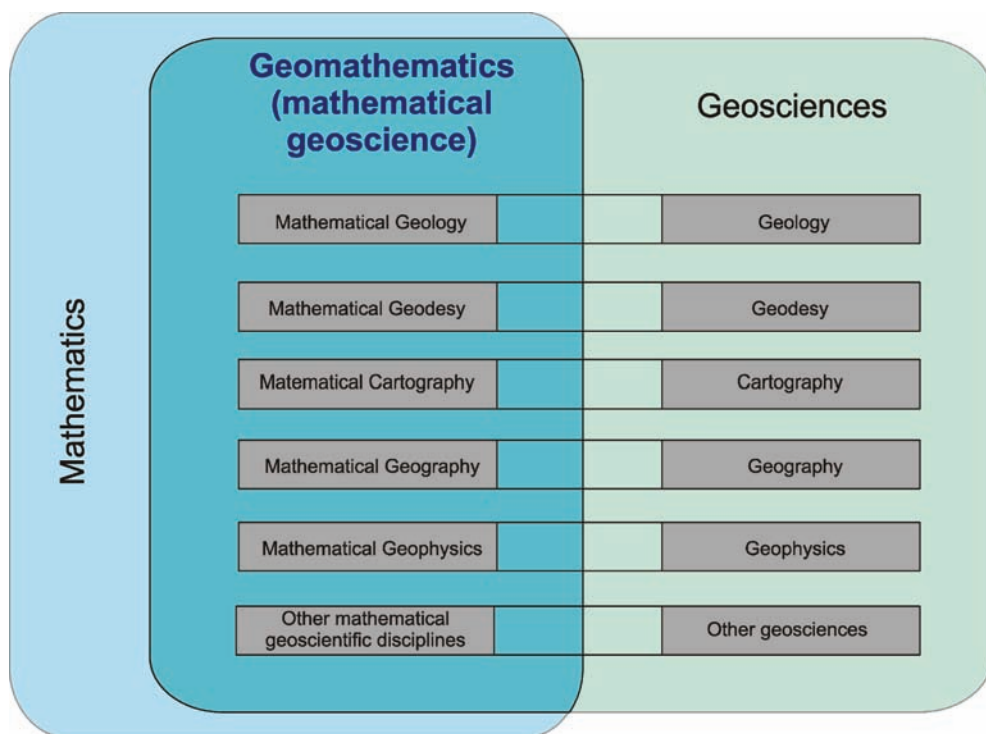 Geomathematics
(mathematical
geoscience)
Geosciences
Mathematics
Mathematical Geology
Geology
Mathematical Geodesy
Geodesy
Matematical Cartography
Cartography
Mathematical Geography
Geography
Mathematical Geophysics
Geophysics
Other mathematical
geoscientific disciplines
Other geosciences